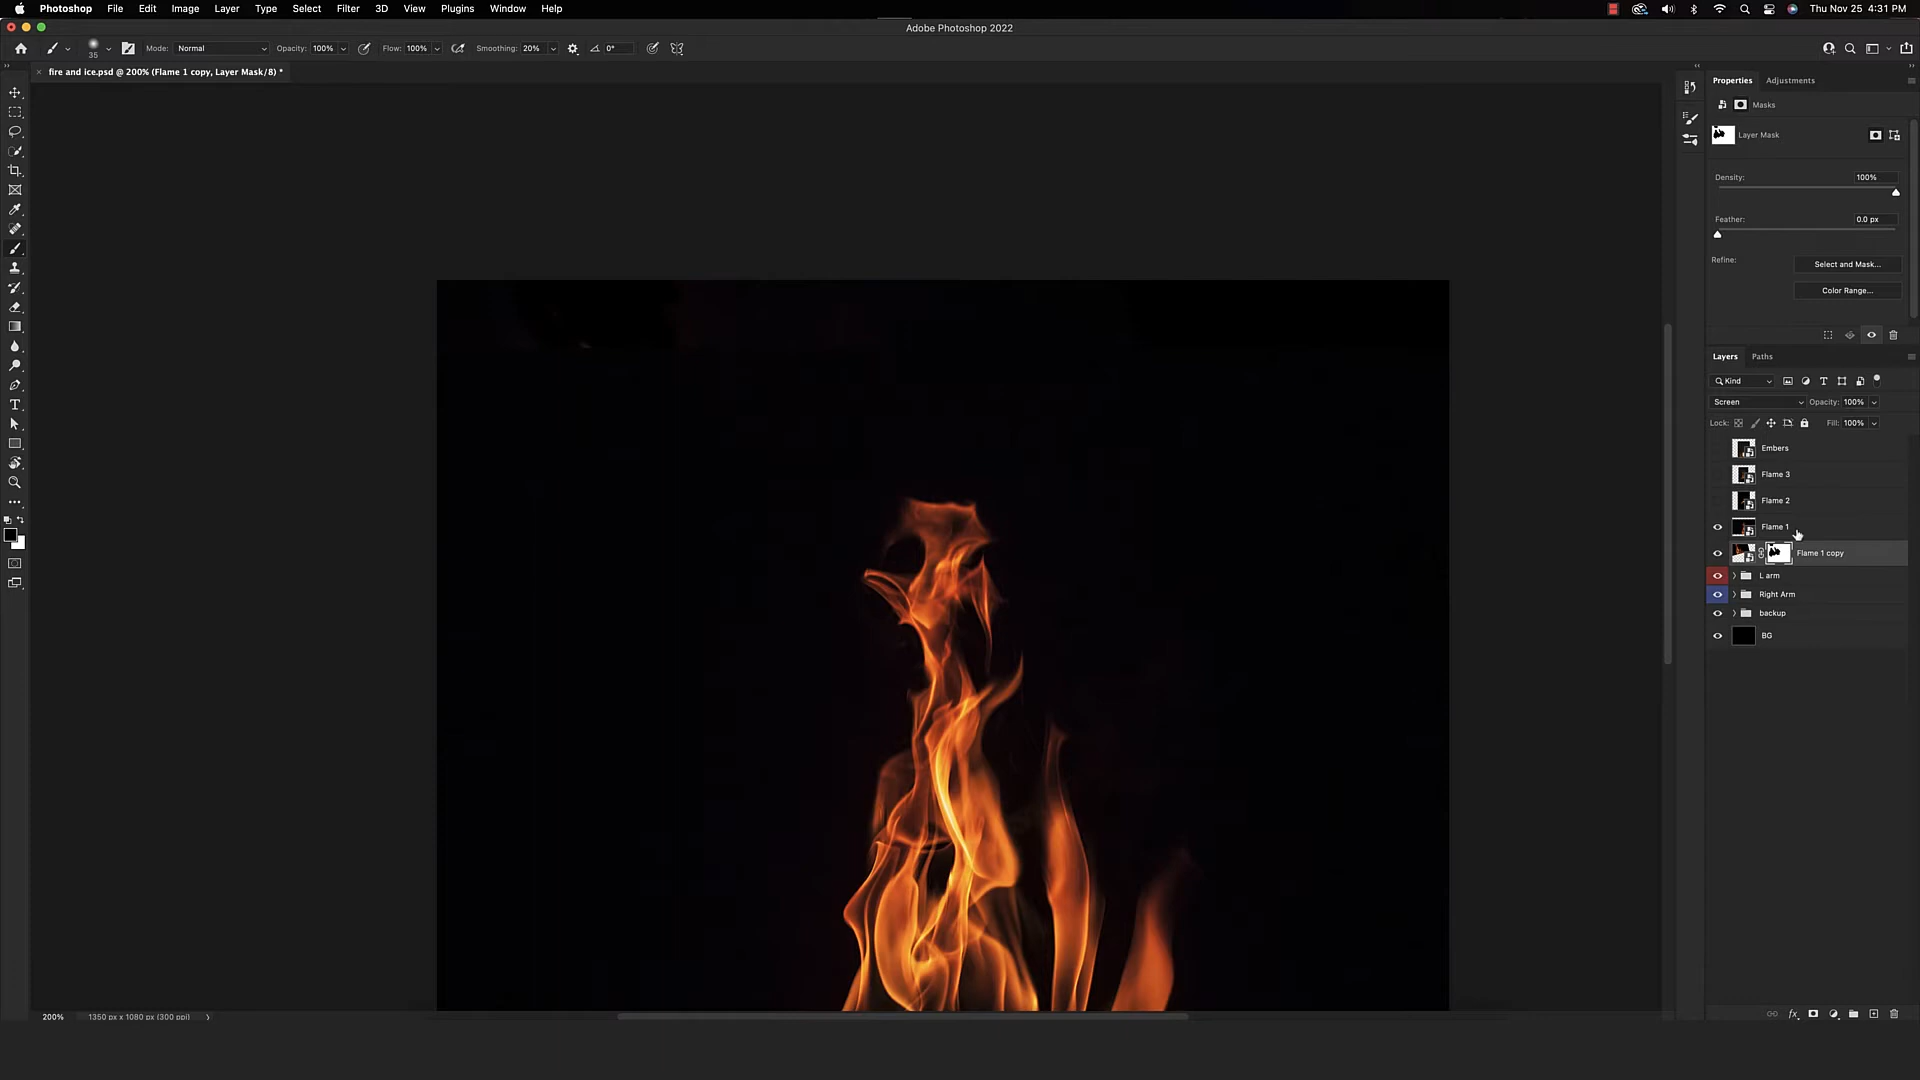 Photoshop File Edit Image Layer Type Select Filter 3D View Plugins Window Help Thu Nov 25 4:31 PM
Adobe Photoshop 2022
35 Mode: Normal Opacity: 100% Flow: 100% Smoothing: 20% 0°
fire and ice.psd @ 200% (Flame 1 copy, Layer Mask/8) *
Properties Adjustments
Masks
Layer Mask
Density: 100%
Feather: 0.0 px
Refine: Select and Mask...
Color Range...
Layers Paths
Kind
Screen Opacity: 100%
Lock: Fill: 100%
Embers
Flame 3
Flame 2
Flame 1
Flame 1 copy
L arm
Right Arm
backup
BG
200% 1350 px x 1080 px (300 ppi)
fx